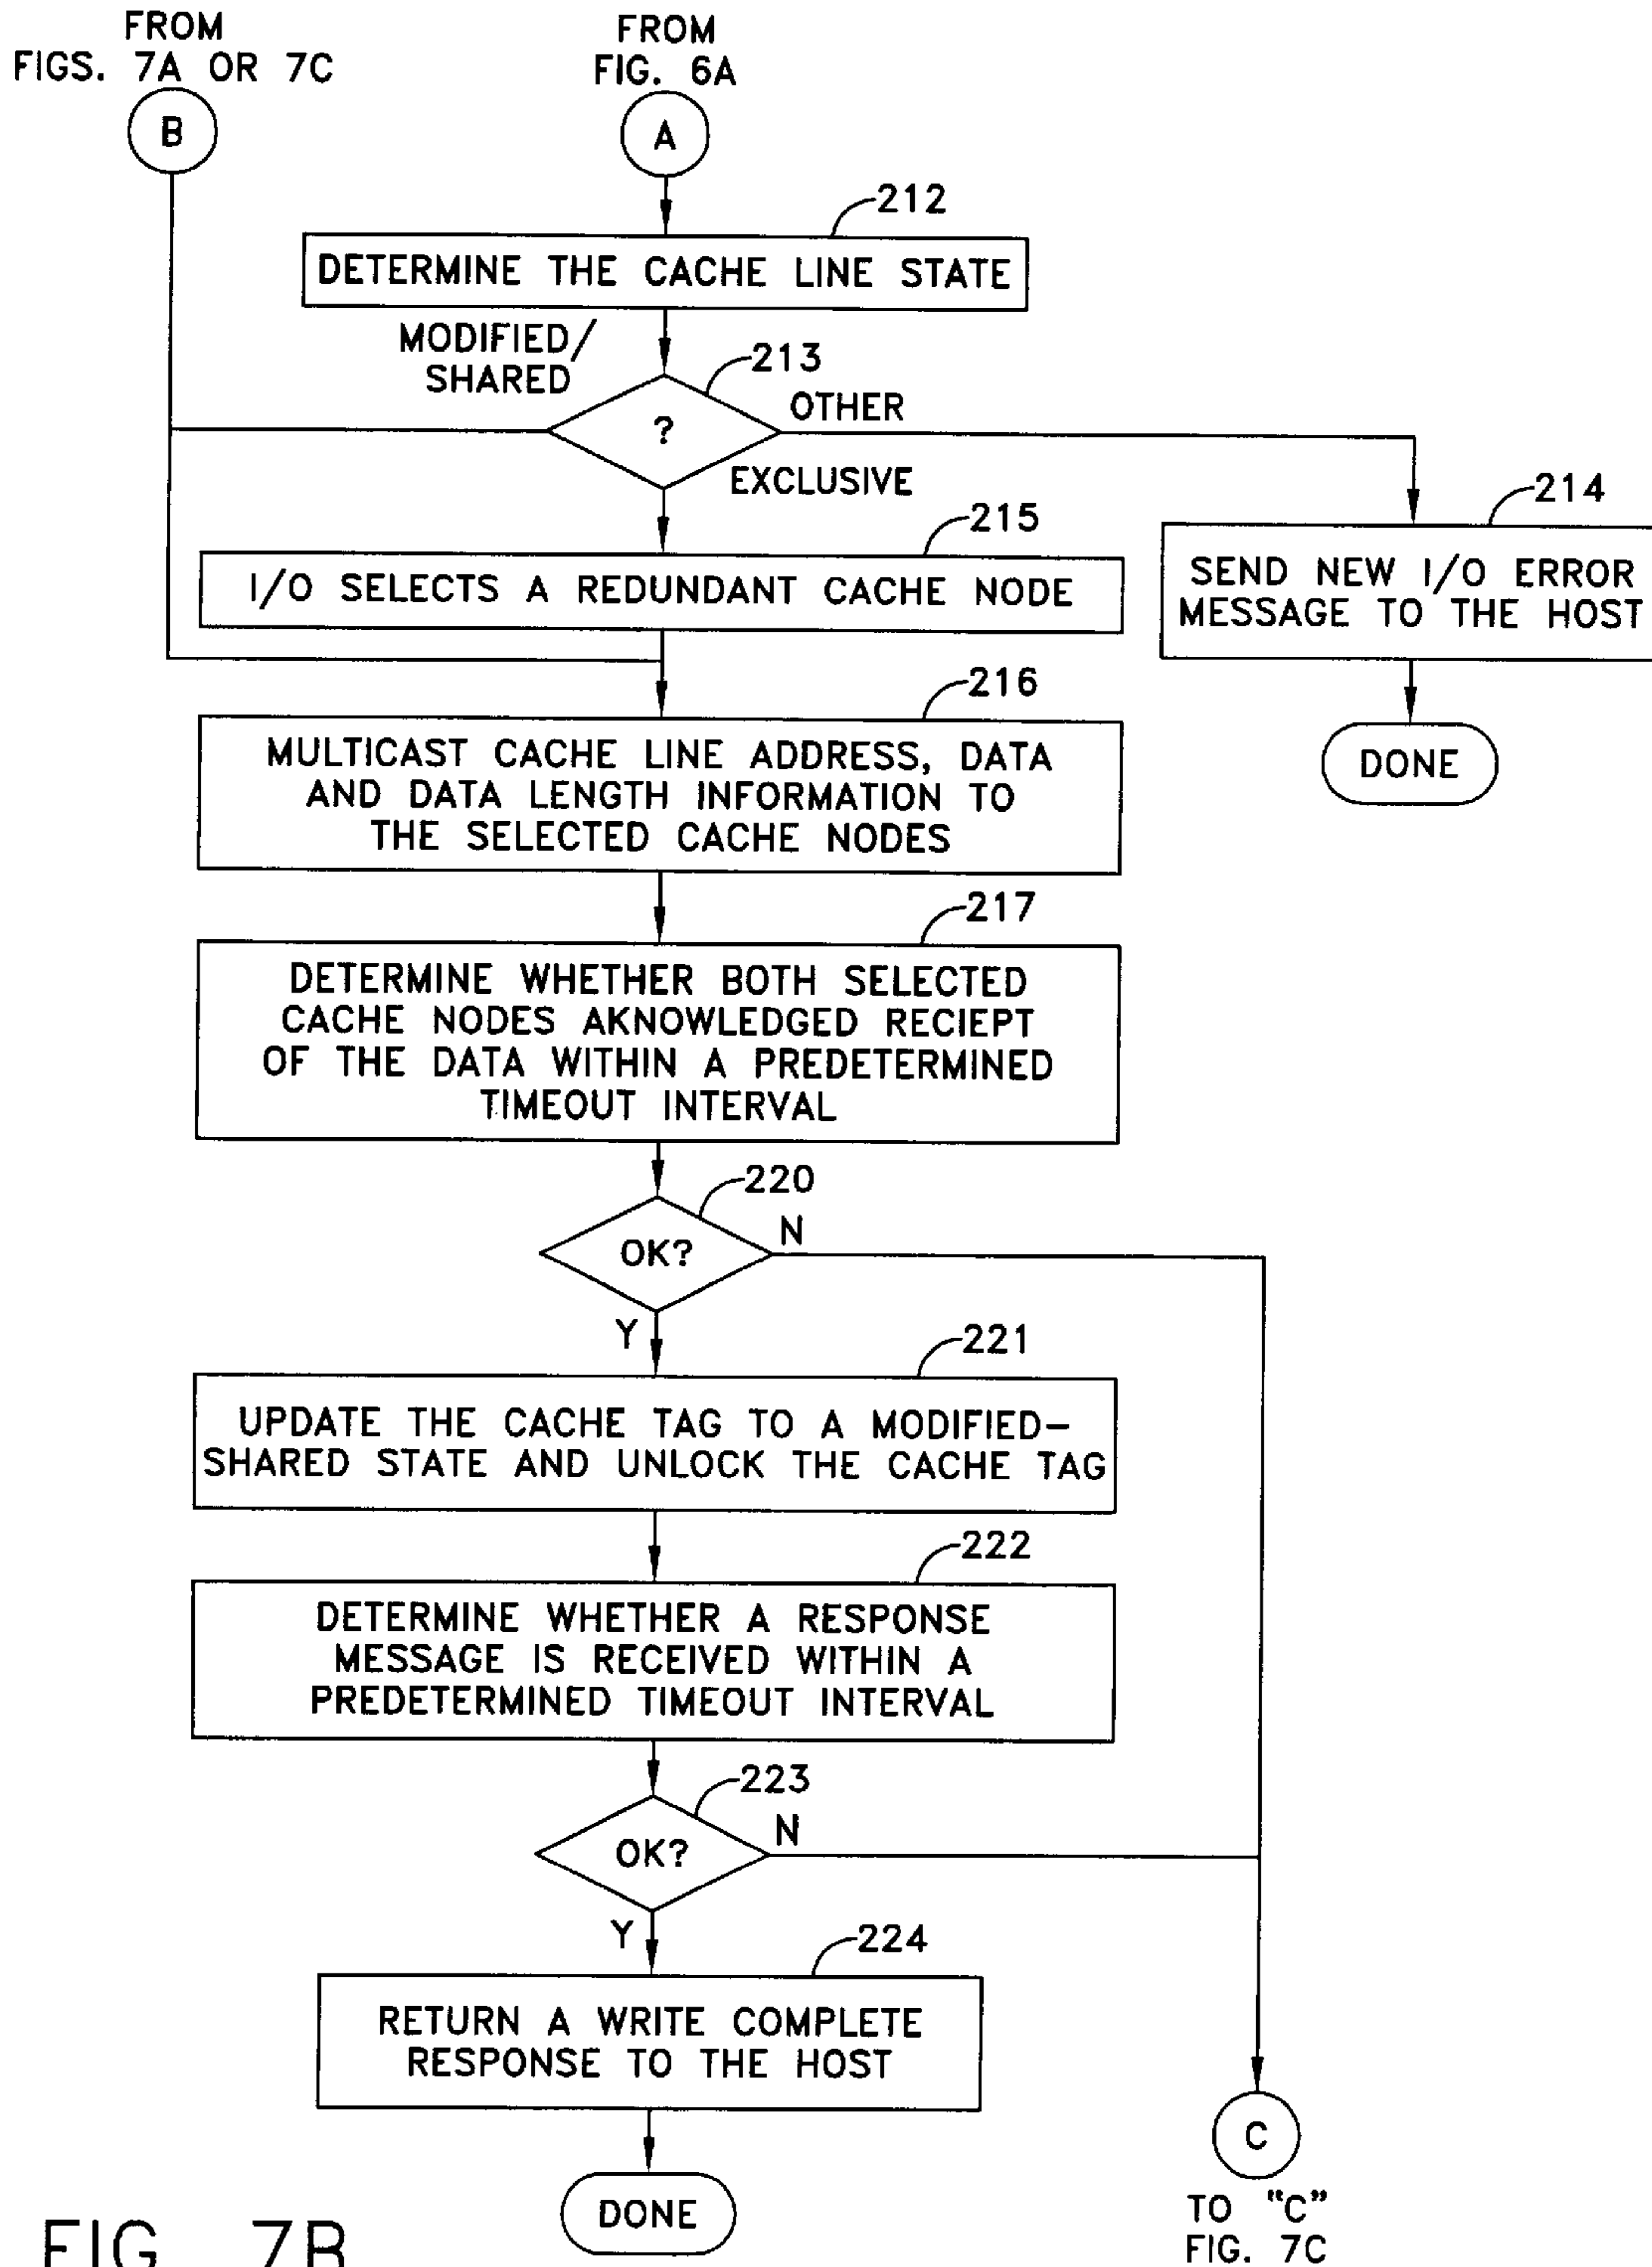 FROM
FIGS. 7A OR 7C
B
FROM
FIG. 6A
A
212
DETERMINE THE CACHE LINE STATE
MODIFIED/
SHARED
213
?
OTHER
EXCLUSIVE
214
SEND NEW I/O ERROR
MESSAGE TO THE HOST
DONE
215
I/O SELECTS A REDUNDANT CACHE NODE
216
MULTICAST CACHE LINE ADDRESS, DATA
AND DATA LENGTH INFORMATION TO
THE SELECTED CACHE NODES
217
DETERMINE WHETHER BOTH SELECTED
CACHE NODES AKNOWLEDGED RECIEPT
OF THE DATA WITHIN A PREDETERMINED
TIMEOUT INTERVAL
220
OK?
N
Y
221
UPDATE THE CACHE TAG TO A MODIFIED-
SHARED STATE AND UNLOCK THE CACHE TAG
222
DETERMINE WHETHER A RESPONSE
MESSAGE IS RECEIVED WITHIN A
PREDETERMINED TIMEOUT INTERVAL
223
OK?
N
Y
224
RETURN A WRITE COMPLETE
RESPONSE TO THE HOST
DONE
C
TO "C"
FIG. 7C
FIG. 7B